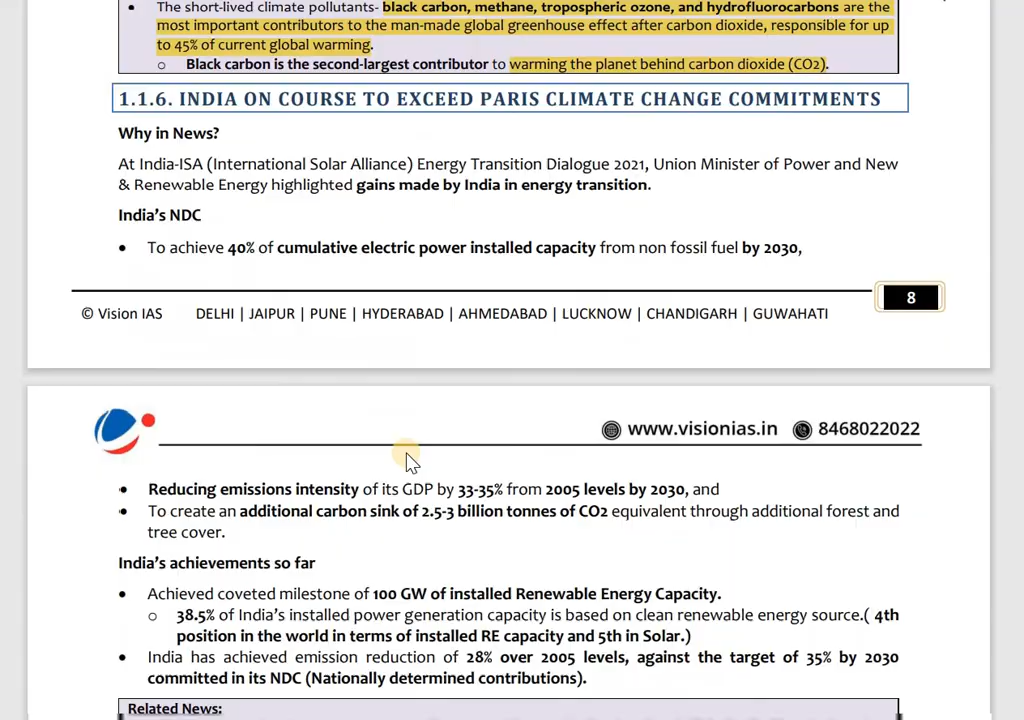 • The short-lived climate pollutants- black carbon, methane, tropospheric ozone, and hydrofluorocarbons are the
most important contributors to the man-made global greenhouse effect after carbon dioxide, responsible for up
to 45% of current global warming.
o Black carbon is the second-largest contributor to warming the planet behind carbon dioxide (CO2).
1.1.6. INDIA ON COURSE TO EXCEED PARIS CLIMATE CHANGE COMMITMENTS
Why in News?
At India-ISA (International Solar Alliance) Energy Transition Dialogue 2021, Union Minister of Power and New
& Renewable Energy highlighted gains made by India in energy transition.
India's NDC
• To achieve 40% of cumulative electric power installed capacity from non fossil fuel by 2030,
8
© Vision IAS DELHI | JAIPUR | PUNE | HYDERABAD | AHMEDABAD | LUCKNOW | CHANDIGARH | GUWAHATI
www.visionias.in 8468022022
• Reducing emissions intensity of its GDP by 33-35% from 2005 levels by 2030, and
• To create an additional carbon sink of 2.5-3 billion tonnes of CO2 equivalent through additional forest and
tree cover.
India's achievements so far
• Achieved coveted milestone of 100 GW of installed Renewable Energy Capacity.
o 38.5% of India's installed power generation capacity is based on clean renewable energy source.( 4th
position in the world in terms of installed RE capacity and 5th in Solar.)
• India has achieved emission reduction of 28% over 2005 levels, against the target of 35% by 2030
committed in its NDC (Nationally determined contributions).
Related News: